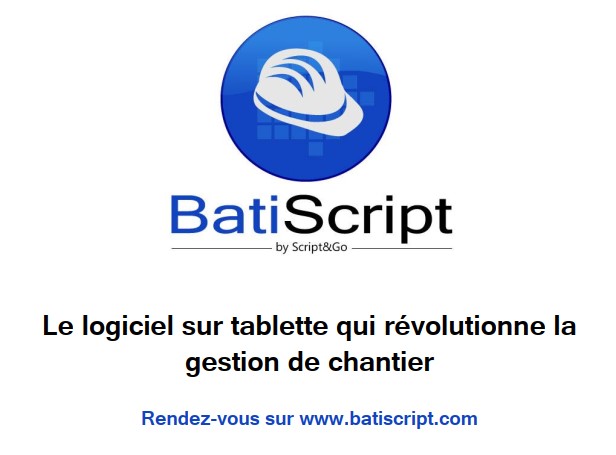 BatiScript
by Script&Go
Le logiciel sur tablette qui révolutionne la
gestion de chantier
Rendez-vous sur www.batiscript.com